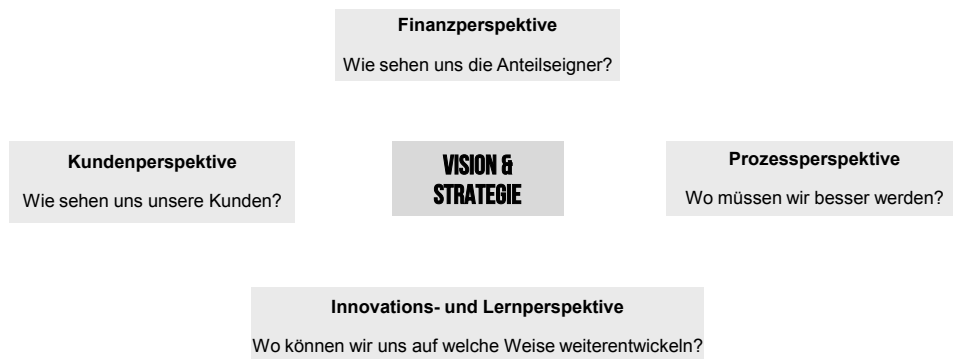 Finanzperspektive
Wie sehen uns die Anteilseigner?
Kundenperspektive
Wie sehen uns unsere Kunden?
VISION &
STRATEGIE
Prozessperspektive
Wo müssen wir besser werden?
Innovations- und Lernperspektive
Wo können wir uns auf welche Weise weiterentwickeln?